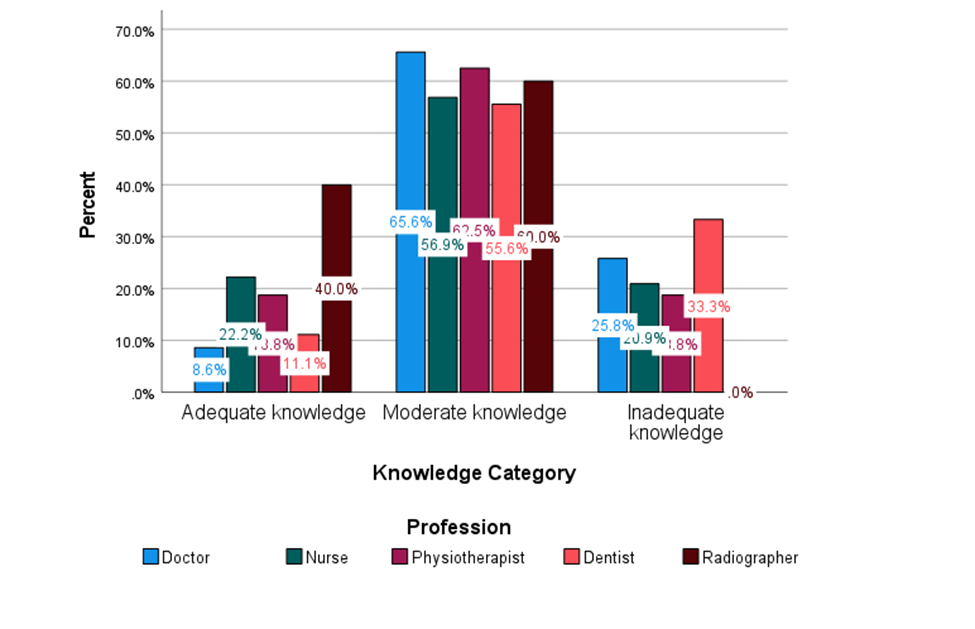 70.0%
60.0%
50.0%
40.0%
30.0%
20.0%
10.0%
.0%
Percent
8.6%
22.2%
11.1%
40.0%
65.6%
56.9%
62.5%
55.6%
60.0%
25.8%
20.9%
33.3%
.0%
Adequate knowledge
Moderate knowledge
Inadequate
knowledge
Knowledge Category
Profession
Doctor
Nurse
Physiotherapist
Dentist
Radiographer